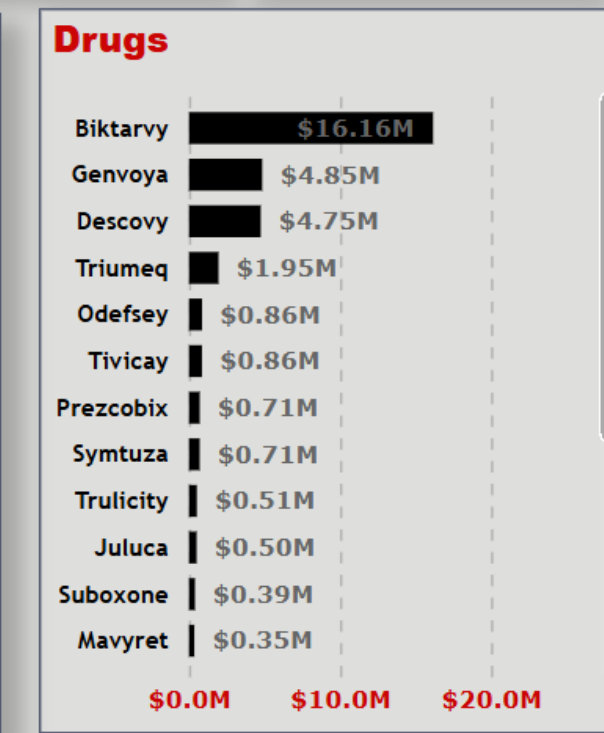 Drugs
Biktarvy $16.16M
Genvoya $4.85M
Descovy $4.75M
Triumeq $1.95M
Odefsey $0.86M
Tivicay $0.86M
Prezcobix $0.71M
Symtuza $0.71M
Trulicity $0.51M
Juluca $0.50M
Suboxone $0.39M
Mavyret $0.35M
$0.0M $10.0M $20.0M